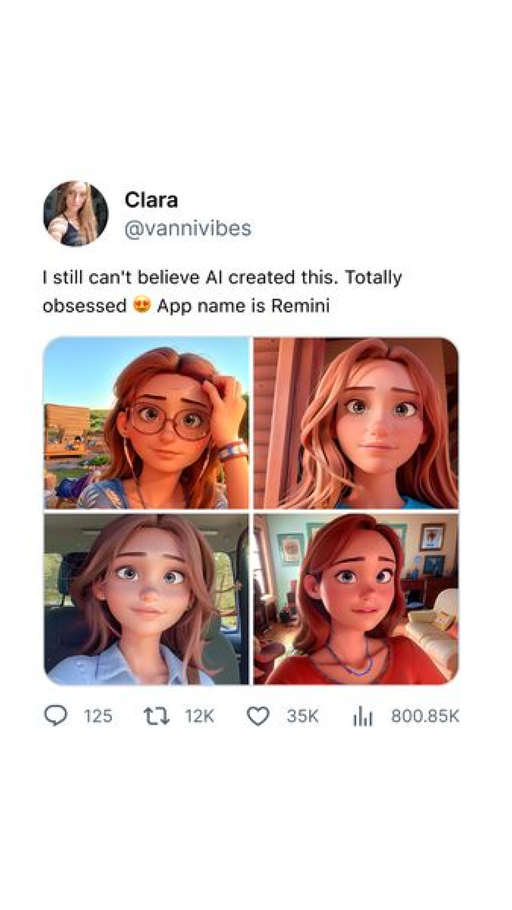 Clara
@vannivibes
I still can't believe AI created this. Totally
obsessed 😍 App name is Remini
125 12K 35K 800.85K